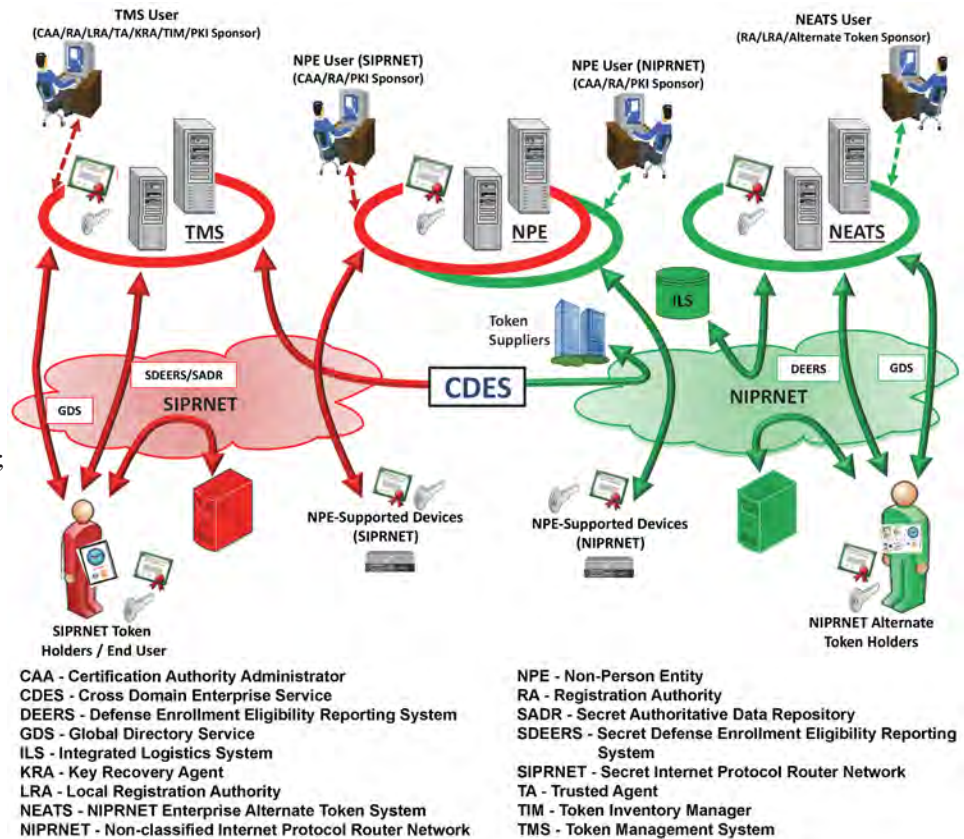 TMS User
(CAA/RA/LRA/TA/KRA/TIM/PKI Sponsor)
NPE User (SIPRNET)
(CAA/RA/PKI Sponsor)
NPE User (NIPRNET)
(CAA/RA/PKI Sponsor)
NEATS User
(RA/LRA/Alternate Token Sponsor)
TMS
NPE
NEATS
ILS
Token
Suppliers
SDEERS/SADR
SIPRNET
GDS
CDES
DEERS
GDS
NIPRNET
NPE-Supported Devices
(SIPRNET)
NPE-Supported Devices
(NIPRNET)
SIPRNET Token
Holders / End User
NIPRNET Alternate
Token Holders
CAA - Certification Authority Administrator
CDES - Cross Domain Enterprise Service
DEERS - Defense Enrollment Eligibility Reporting System
GDS - Global Directory Service
ILS - Integrated Logistics System
KRA - Key Recovery Agent
LRA - Local Registration Authority
NEATS - NIPRNET Enterprise Alternate Token System
NIPRNET - Non-classified Internet Protocol Router Network
NPE - Non-Person Entity
RA - Registration Authority
SADR - Secret Authoritative Data Repository
SDEERS - Secret Defense Enrollment Eligibility Reporting
System
SIPRNET - Secret Internet Protocol Router Network
TA - Trusted Agent
TIM - Token Inventory Manager
TMS - Token Management System